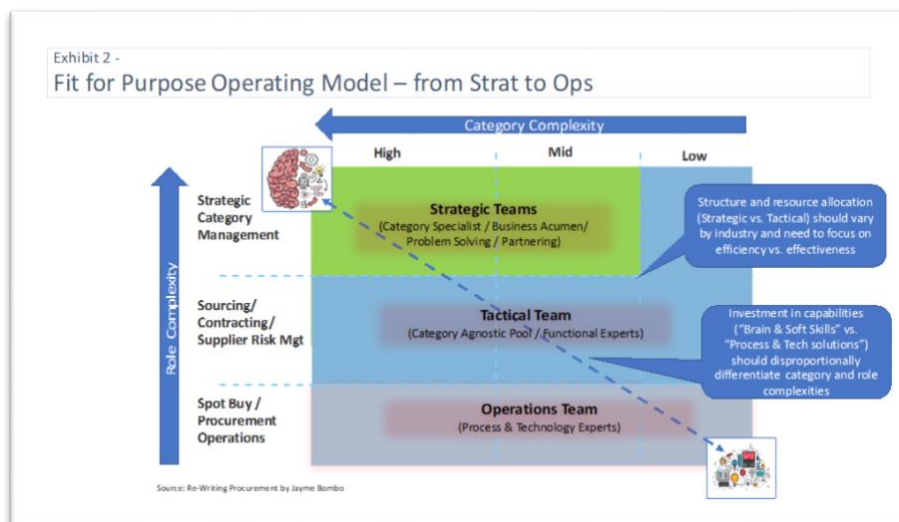 Exhibit 2 -
Fit for Purpose Operating Model – from Strat to Ops
Category Complexity
High
Mid
Low
Role Complexity
Strategic
Category
Management
Strategic Teams
(Category Specialist / Business Acumen/
Problem Solving / Partnering)
Structure and resource allocation
(Strategic vs. Tactical) should vary
by industry and need to focus on
efficiency vs. effectiveness
Sourcing/
Contracting/
Supplier Risk Mgt
Tactical Team
(Category Agnostic Pool / Functional Experts)
Investment in capabilities
("Brain & Soft Skills" vs.
"Process & Tech solutions")
should disproportionally
differentiate category and role
complexities
Spot Buy /
Procurement
Operations
Operations Team
(Process & Technology Experts)
Source: Re-Writing Procurement by Jayme Bombo